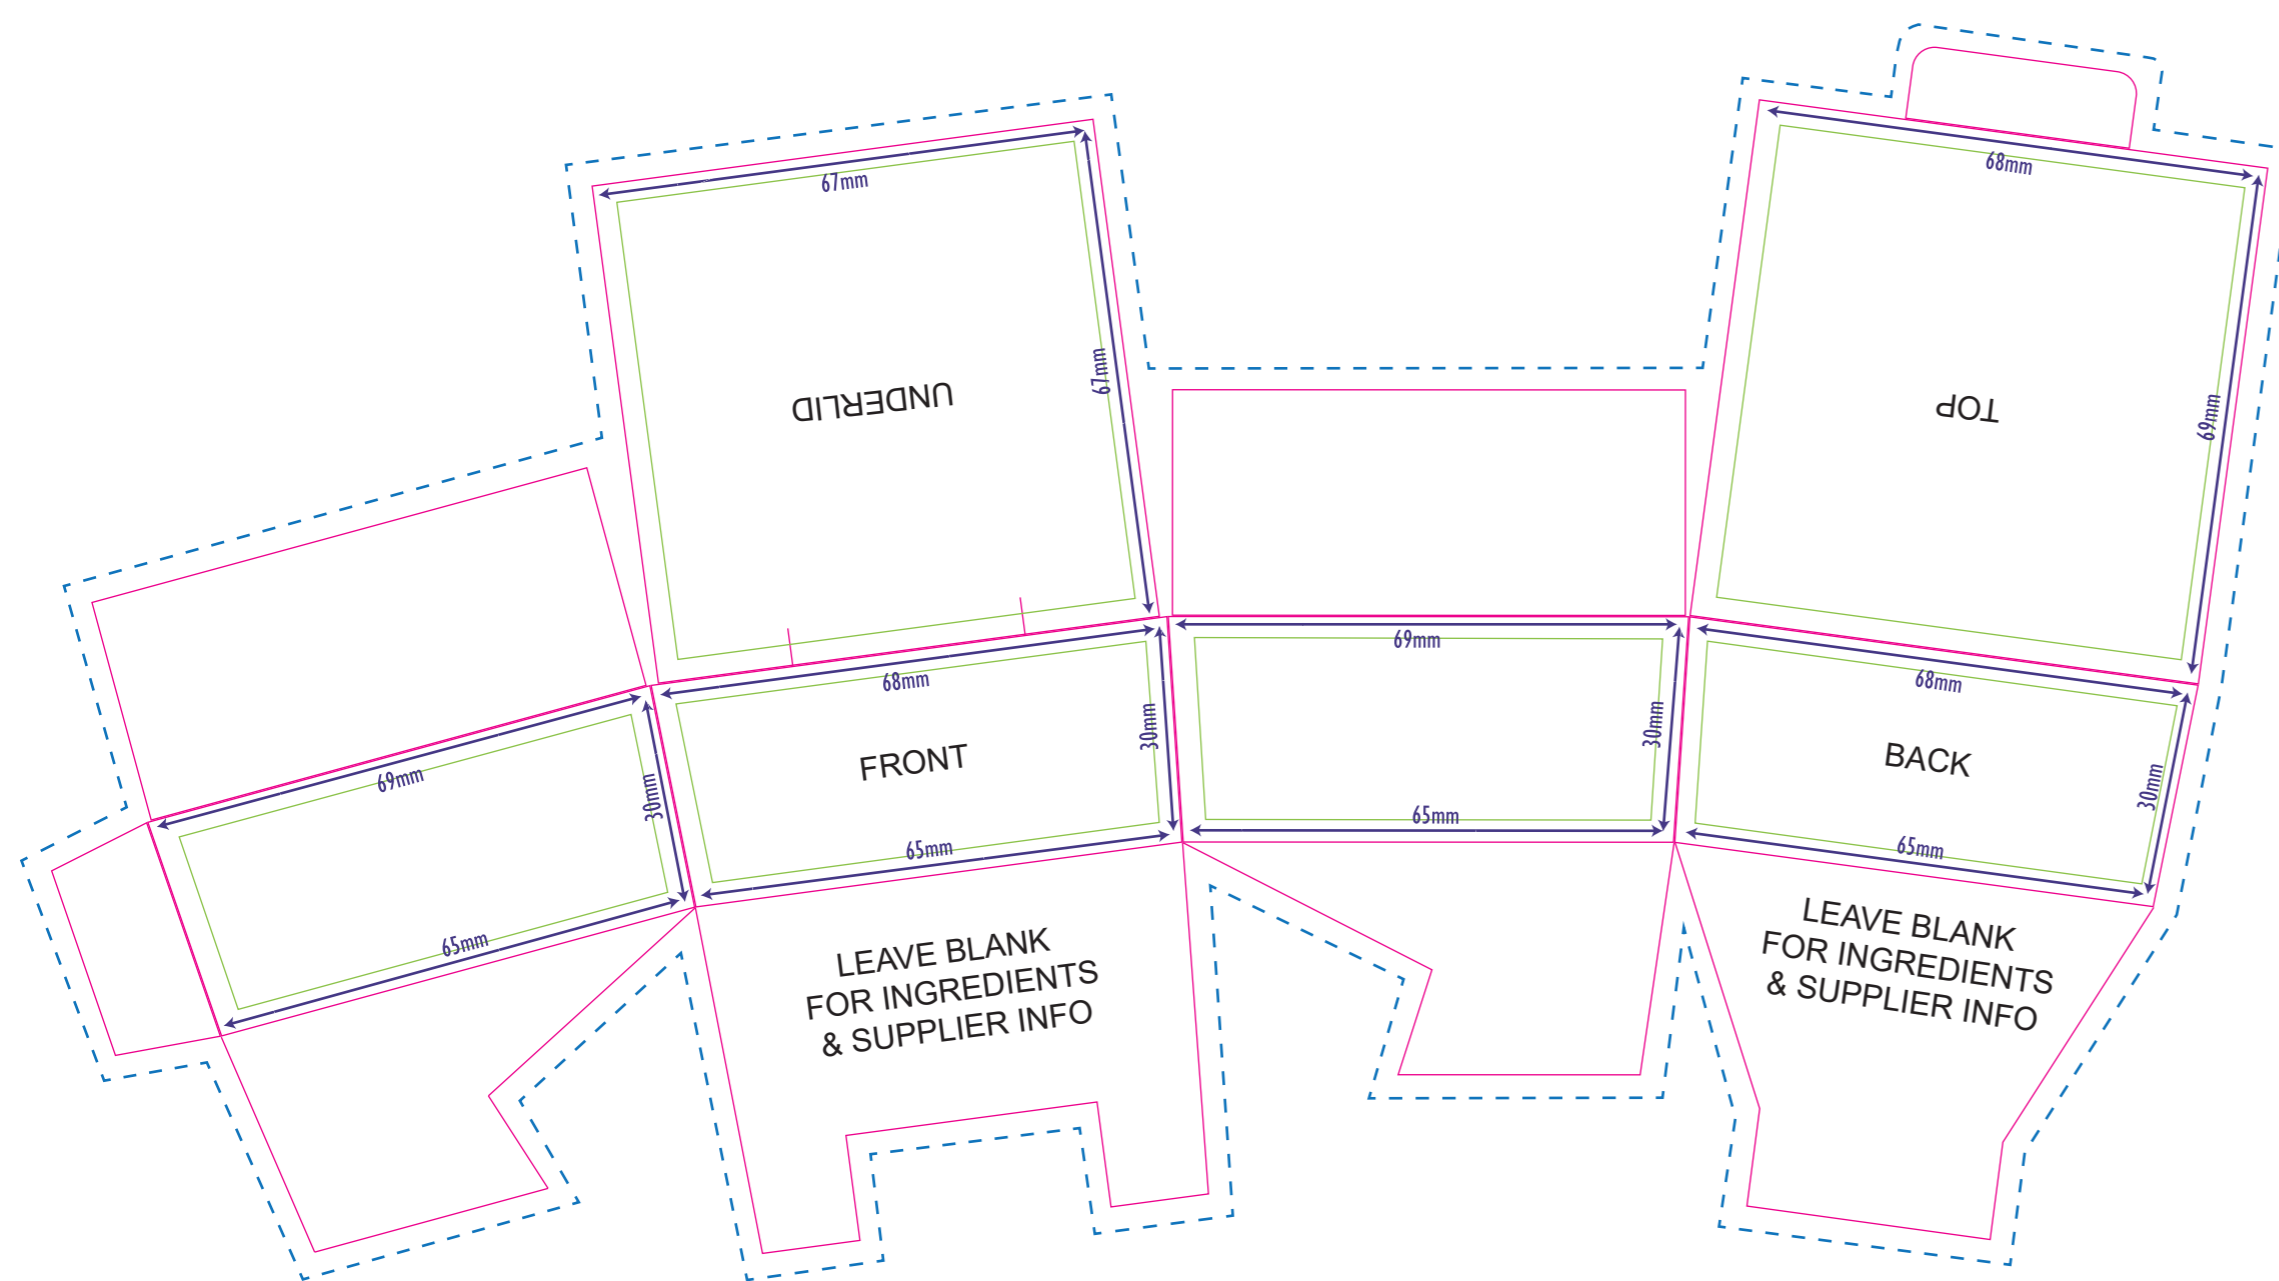 67mm
67mm
UNDERLID
68mm
69mm
TOP
69mm
65mm
30mm
68mm
30mm
FRONT
65mm
69mm
30mm
65mm
68mm
BACK
30mm
65mm
LEAVE BLANK
FOR INGREDIENTS
& SUPPLIER INFO
LEAVE BLANK
FOR INGREDIENTS
& SUPPLIER INFO